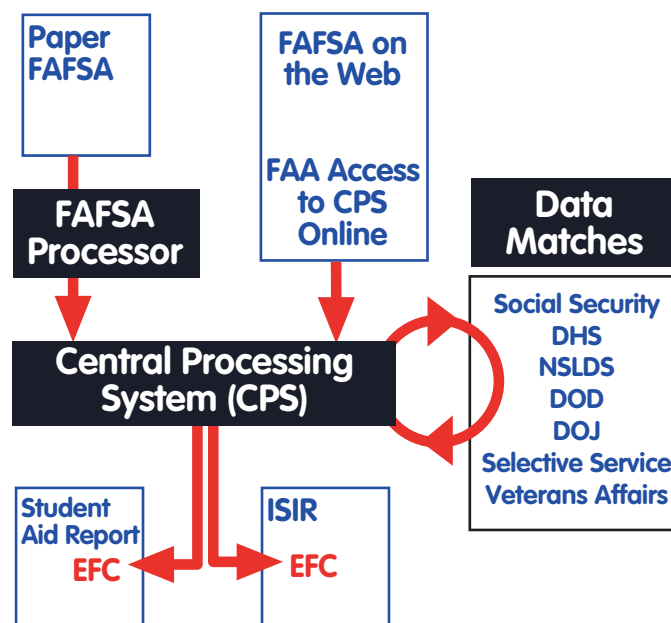 Paper
FAFSA
FAFSA on
the Web
FAA Access
to CPS
Online
FAFSA
Processor
Data
Matches
Social Security
DHS
NSLDS
DOD
DOJ
Selective Service
Veterans Affairs
Central Processing
System (CPS)
Student
Aid Report
EFC
ISIR
EFC